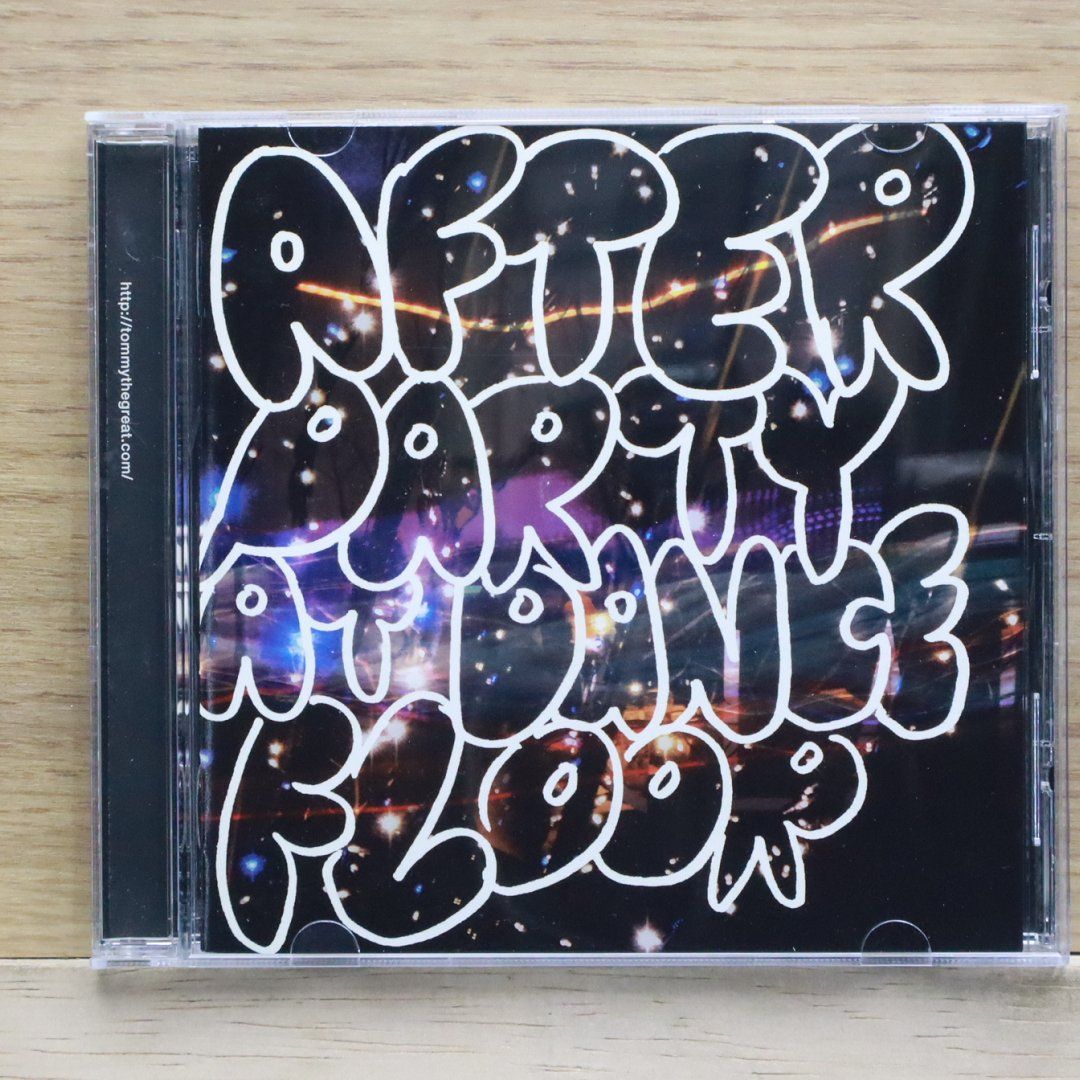 http://tommythegreat.com/
AFTER
PARTY
AT DANCE
FLOOR